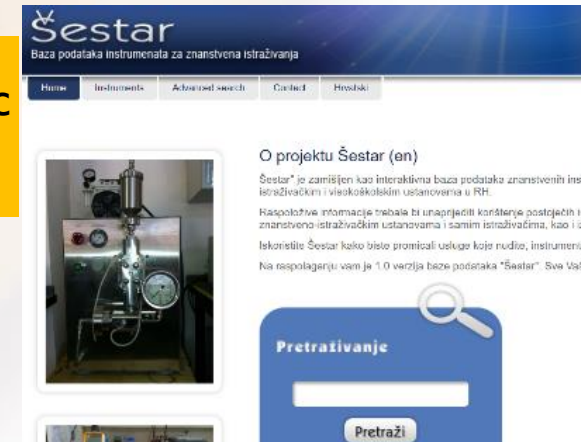 Šestar
Baza podataka instrumenata za znanstvena istraživanja
Home Instruments Advanced search Contact Hrvatski
C
O projektu Šestar (en)
Šestar" je zamišljen kao interaktivna baza podataka znanstvenih ins
istraživačkim i visokoškolskim ustanovama u RH.
Raspoložive informacije trebale bi unaprijediti korištenje postojećih i
znanstveno-istraživačkim ustanovama i samim istraživačima, kao i iz
Iskoristite Šestar kako biste promicali usluge koje nudite, instrument
Na raspolaganju vam je 1.0 verzija baze podataka "Šestar". Sve Vaš
Pretraživanje
Pretraži